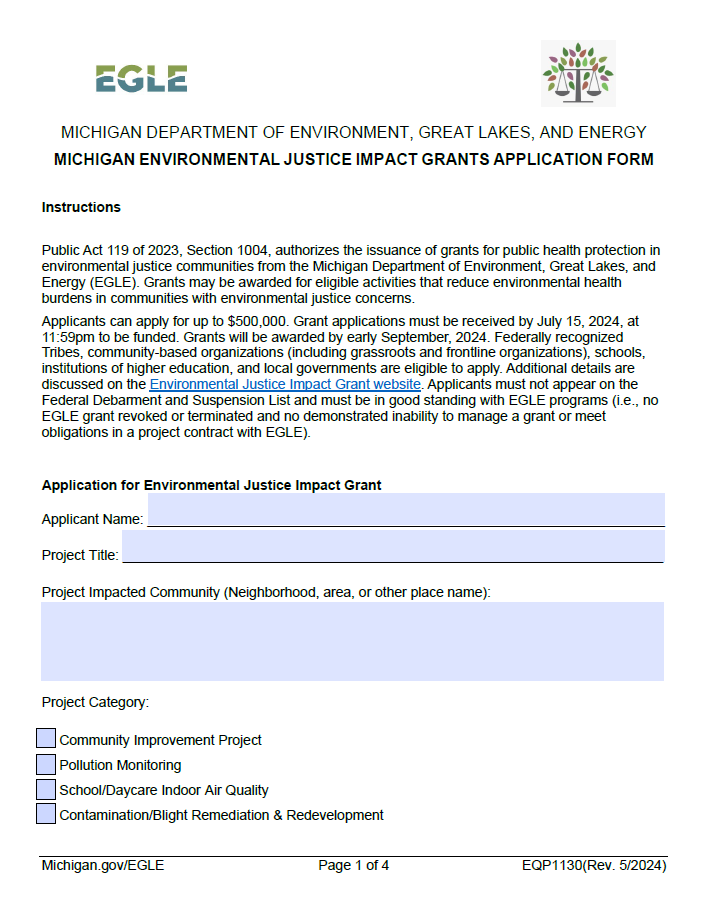 EGLE
MICHIGAN DEPARTMENT OF ENVIRONMENT, GREAT LAKES, AND ENERGY
MICHIGAN ENVIRONMENTAL JUSTICE IMPACT GRANTS APPLICATION FORM
Instructions
Public Act 119 of 2023, Section 1004, authorizes the issuance of grants for public health protection in
environmental justice communities from the Michigan Department of Environment, Great Lakes, and
Energy (EGLE). Grants may be awarded for eligible activities that reduce environmental health
burdens in communities with environmental justice concerns.
Applicants can apply for up to $500,000. Grant applications must be received by July 15, 2024, at
11:59pm to be funded. Grants will be awarded by early September, 2024. Federally recognized
Tribes, community-based organizations (including grassroots and frontline organizations), schools,
institutions of higher education, and local governments are eligible to apply. Additional details are
discussed on the Environmental Justice Impact Grant website. Applicants must not appear on the
Federal Debarment and Suspension List and must be in good standing with EGLE programs (i.e., no
EGLE grant revoked or terminated and no demonstrated inability to manage a grant or meet
obligations in a project contract with EGLE).
Application for Environmental Justice Impact Grant
Applicant Name:
Project Title:
Project Impacted Community (Neighborhood, area, or other place name):
Project Category:
Community Improvement Project
Pollution Monitoring
School/Daycare Indoor Air Quality
Contamination/Blight Remediation & Redevelopment
Michigan.gov/EGLE Page 1 of 4 EQP1130(Rev. 5/2024)